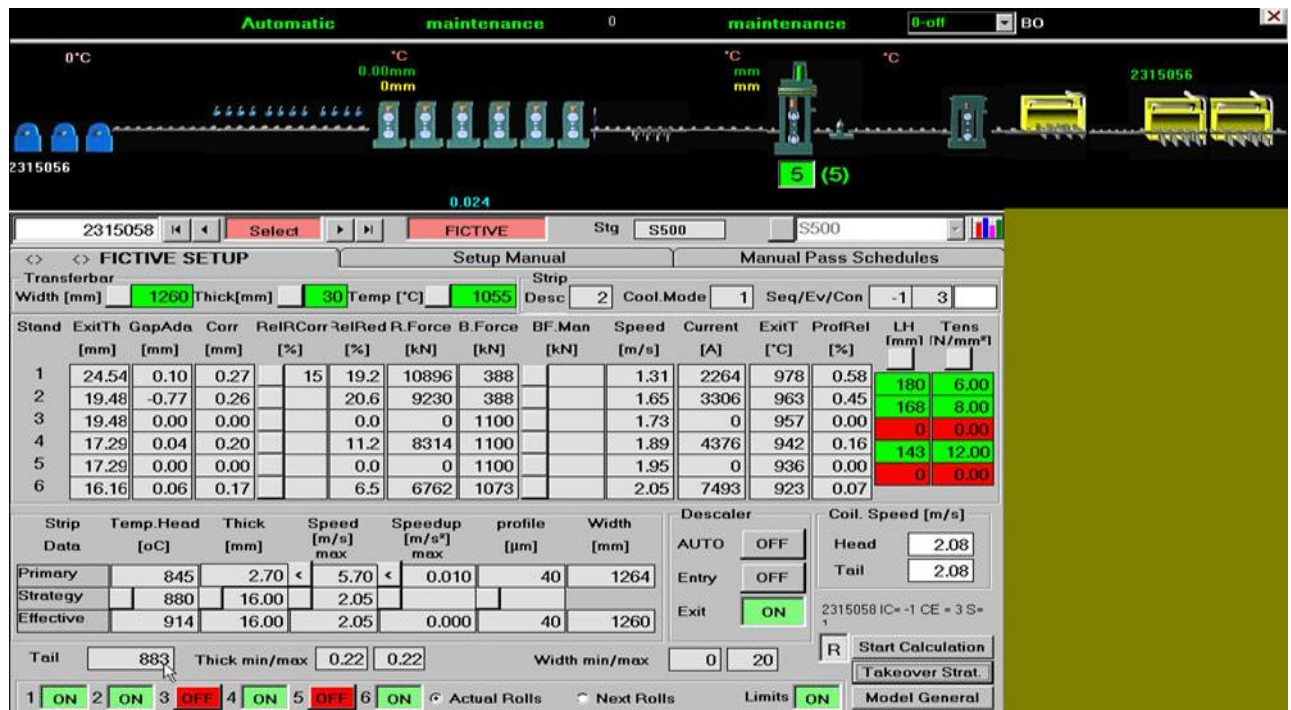 Automatic maintenance 0 maintenance 0-off BO
0°C °C °C °C
0.00mm mm 2315056
0mm mm
2315056
5 (5)
0.024
2315058 Select FICTIVE Stg S500 S500
<> <> FICTIVE SETUP Setup Manual Manual Pass Schedules
Transferbar Strip
Width [mm] 1260 Thick[mm] 30 Temp [°C] 1055 Desc 2 Cool.Mode 1 Seq/Ev/Con -1 3
Stand ExitTh GapAda Corr RelRCorr RelRed R.Force B.Force BF.Man Speed Current ExitT ProfRel LH Tens
[mm] [mm] [mm] [%] [%] [kN] [kN] [kN] [m/s] [A] [°C] [%] [mm] [N/mm²]
1 24.54 0.10 0.27 15 19.2 10896 388 1.31 2264 978 0.58 180 6.00
2 19.48 -0.77 0.26 20.6 9230 388 1.65 3306 963 0.45 168 8.00
3 19.48 0.00 0.00 0.0 0 1100 1.73 0 957 0.00 0 0.00
4 17.29 0.04 0.20 11.2 8314 1100 1.89 4376 942 0.16 143 12.00
5 17.29 0.00 0.00 0.0 0 1100 1.95 0 936 0.00 0 0.00
6 16.16 0.06 0.17 6.5 6762 1073 2.05 7493 923 0.07
Strip Temp.Head Thick Speed Speedup profile Width Descaler Coil. Speed [m/s]
Data [oC] [mm] [m/s] [m/s²] [µm] [mm] AUTO OFF Head 2.08
max max
Primary 845 2.70 < 5.70 < 0.010 40 1264 Entry OFF Tail 2.08
Strategy 880 16.00 2.05
Effective 914 16.00 2.05 0.000 40 1260 Exit ON 2315058 IC= -1 CE = 3 S=
R Start Calculation
Tail 883 Thick min/max 0.22 0.22 Width min/max 0 20 Takeover Strat.
1 ON 2 ON 3 OFF 4 ON 5 OFF 6 ON Actual Rolls Next Rolls Limits ON Model General